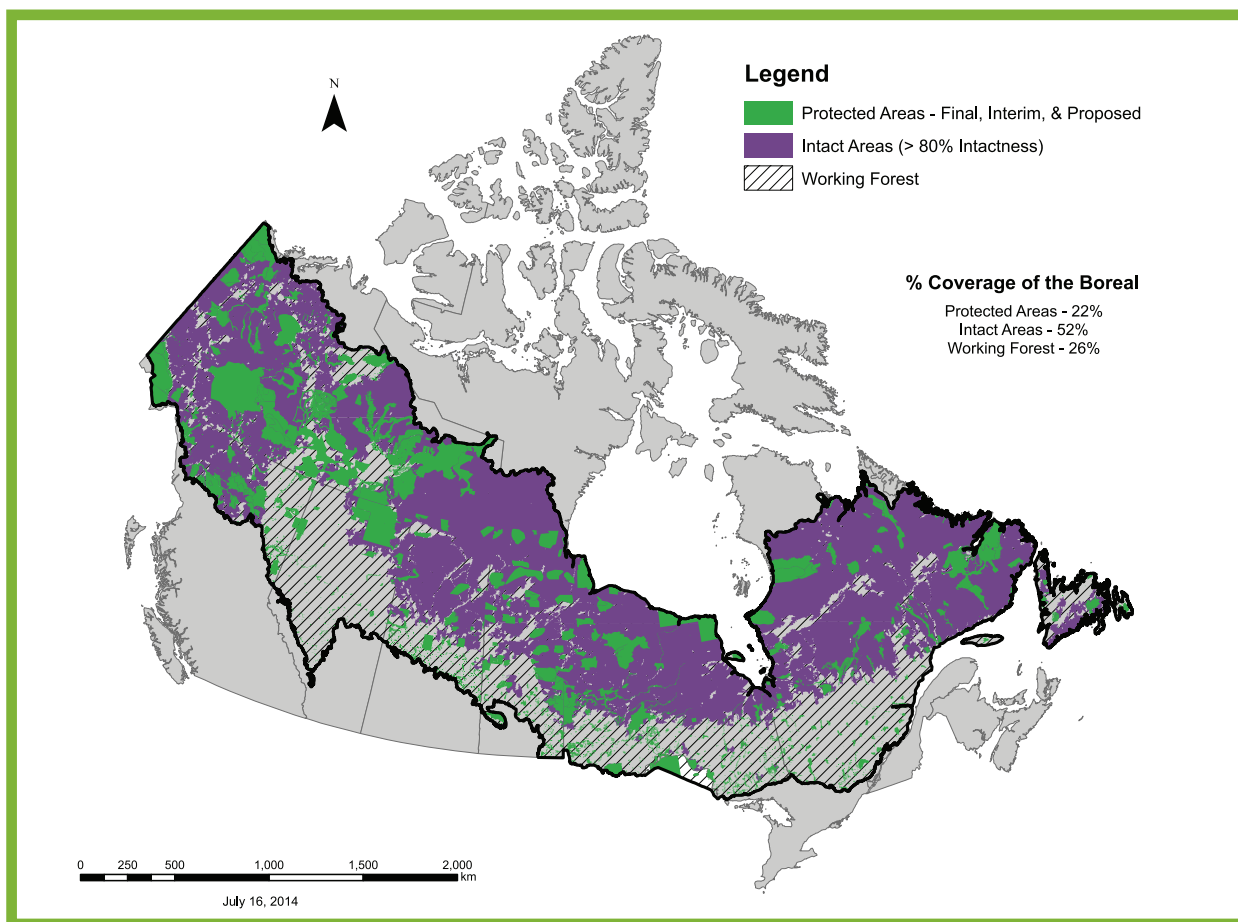 N
Legend
Protected Areas - Final, Interim, & Proposed
Intact Areas (> 80% Intactness)
Working Forest
% Coverage of the Boreal
Protected Areas - 22%
Intact Areas - 52%
Working Forest - 26%
0 250 500 1,000 1,500 2,000
km
July 16, 2014